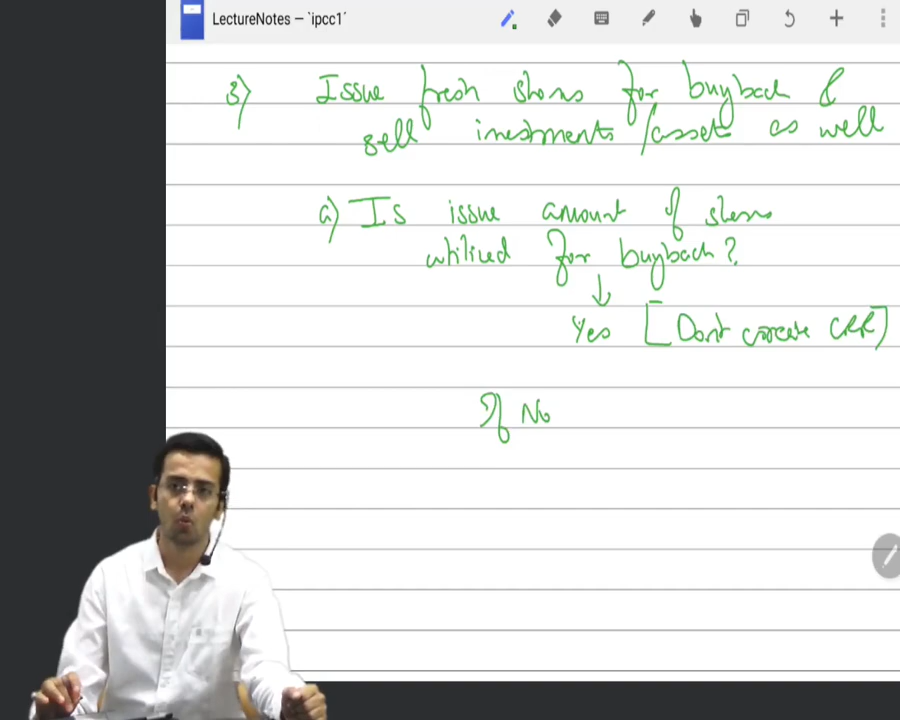 LectureNotes – `ipcc1`
3) Issue fresh shares for buyback &
sell investments /assets as well
a) Is issue amount of shares
utilized for buyback?
↓
Yes [Dont create CRR]
If No